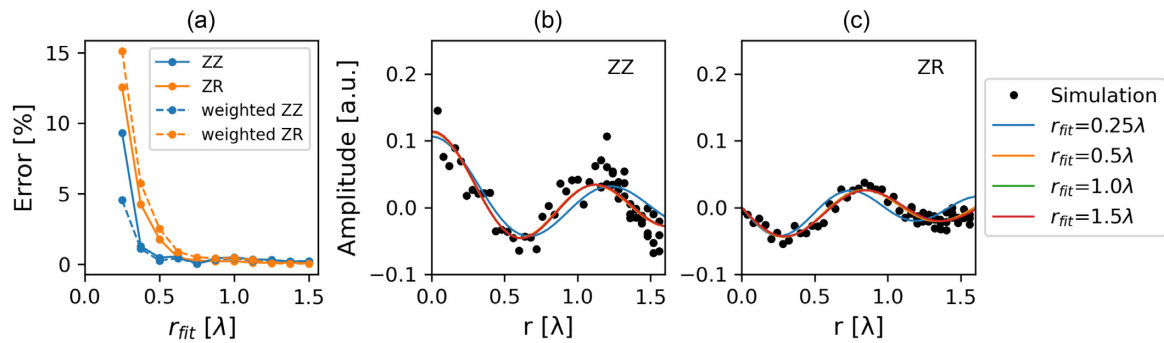 (a)
Error [%]
15
10
5
0
0.0
0.5
1.0
1.5
r_fit [λ]
ZZ
ZR
weighted ZZ
weighted ZR
(b)
Amplitude [a.u.]
0.2
0.1
0.0
−0.1
0.0
0.5
1.0
1.5
r [λ]
ZZ
(c)
0.2
0.1
0.0
−0.1
0.0
0.5
1.0
1.5
r [λ]
ZR
Simulation
r_fit=0.25λ
r_fit=0.5λ
r_fit=1.0λ
r_fit=1.5λ